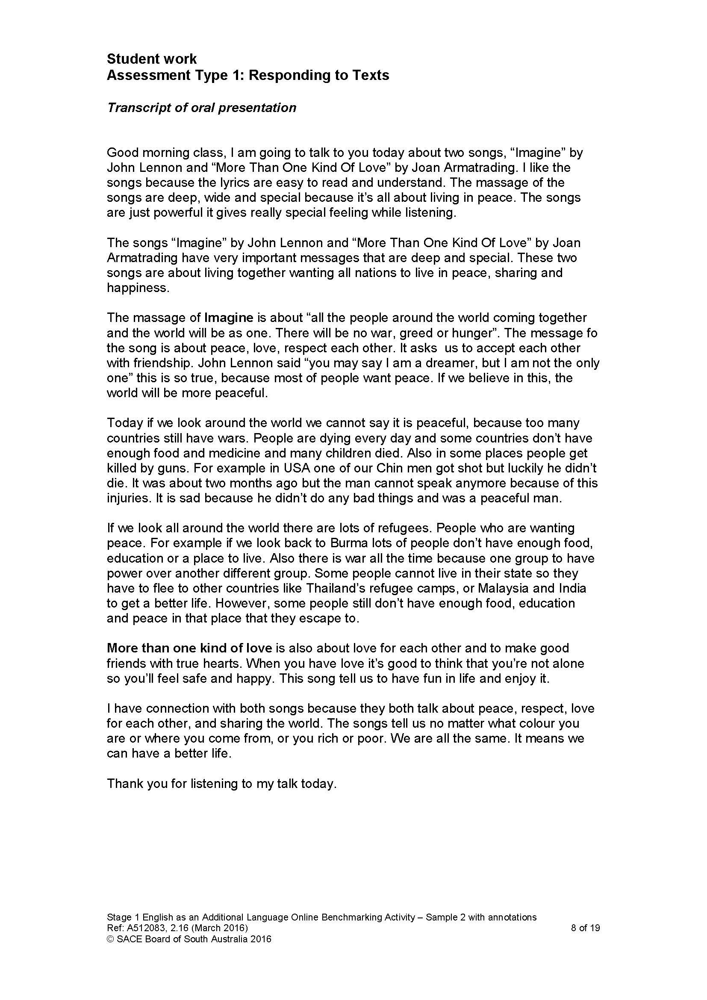 Student work
Assessment Type 1: Responding to Texts
Transcript of oral presentation
Good morning class, I am going to talk to you today about two songs, “Imagine” by
John Lennon and “More Than One Kind Of Love” by Joan Armatrading. I like the
songs because the lyrics are easy to read and understand. The massage of the
songs are deep, wide and special because it’s all about living in peace. The songs
are just powerful it gives really special feeling while listening.
The songs “Imagine” by John Lennon and “More Than One Kind Of Love” by Joan
Armatrading have very important messages that are deep and special. These two
songs are about living together wanting all nations to live in peace, sharing and
happiness.
The massage of Imagine is about “all the people around the world coming together
and the world will be as one. There will be no war, greed or hunger”. The message fo
the song is about peace, love, respect each other. It asks  us to accept each other
with friendship. John Lennon said “you may say I am a dreamer, but I am not the only
one” this is so true, because most of people want peace. If we believe in this, the
world will be more peaceful.
Today if we look around the world we cannot say it is peaceful, because too many
countries still have wars. People are dying every day and some countries don’t have
enough food and medicine and many children died. Also in some places people get
killed by guns. For example in USA one of our Chin men got shot but luckily he didn’t
die. It was about two months ago but the man cannot speak anymore because of this
injuries. It is sad because he didn’t do any bad things and was a peaceful man.
If we look all around the world there are lots of refugees. People who are wanting
peace. For example if we look back to Burma lots of people don’t have enough food,
education or a place to live. Also there is war all the time because one group to have
power over another different group. Some people cannot live in their state so they
have to flee to other countries like Thailand’s refugee camps, or Malaysia and India
to get a better life. However, some people still don’t have enough food, education
and peace in that place that they escape to.
More than one kind of love is also about love for each other and to make good
friends with true hearts. When you have love it’s good to think that you’re not alone
so you’ll feel safe and happy. This song tell us to have fun in life and enjoy it.
I have connection with both songs because they both talk about peace, respect, love
for each other, and sharing the world. The songs tell us no matter what colour you
are or where you come from, or you rich or poor. We are all the same. It means we
can have a better life.
Thank you for listening to my talk today.
Stage 1 English as an Additional Language Online Benchmarking Activity – Sample 2 with annotations
Ref: A512083, 2.16 (March 2016) 8 of 19
© SACE Board of South Australia 2016